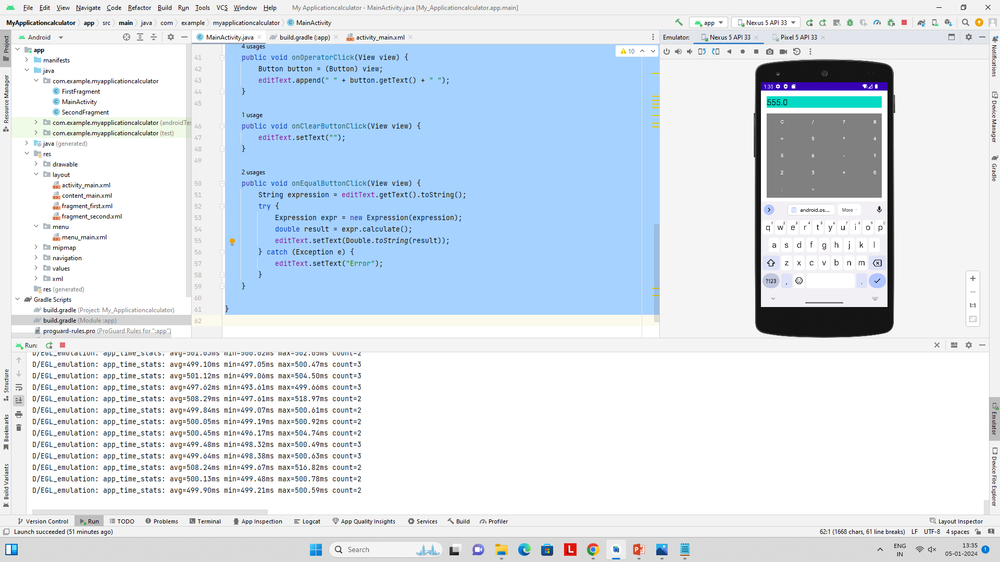 File Edit View Navigate Code Refactor Build Run Tools VCS Window Help My Applicationcalculator - MainActivity.java [My_Applicationcalculator.app.main]
MyApplicationcalculator app src main java com example myapplicationcalculator MainActivity
app Nexus 5 API 33
Android
MainActivity.java build.gradle (:app) activity_main.xml
Emulator: Nexus 5 API 33 Pixel 5 API 33
Project
Resource Manager
Structure
Bookmarks
Build Variants
app
manifests
java
com.example.myapplicationcalculator
FirstFragment
MainActivity
SecondFragment
com.example.myapplicationcalculator (androidTes
com.example.myapplicationcalculator (test)
java (generated)
res
drawable
layout
activity_main.xml
content_main.xml
fragment_first.xml
fragment_second.xml
menu
menu_main.xml
mipmap
navigation
values
xml
res (generated)
Gradle Scripts
build.gradle (Project: My_Applicationcalculator)
build.gradle (Module :app)
proguard-rules.pro (ProGuard Rules for ":app")
10
4 usages
41 public void onOperatorClick(View view) {
42 Button button = (Button) view;
43 editText.append(" " + button.getText() + " ");
44 }
45
1 usage
46 public void onClearButtonClick(View view) {
47 editText.setText("");
48 }
49
2 usages
50 public void onEqualButtonClick(View view) {
51 String expression = editText.getText().toString();
52 try {
53 Expression expr = new Expression(expression);
54 double result = expr.calculate();
55 editText.setText(Double.toString(result));
56 } catch (Exception e) {
57 editText.setText("Error");
58 }
59 }
60
61 }
62
1:35
555.0
C / 7 8
= 9 * 4
5 6 - 1
2 3 + 0
. =
android.os.... More
q 1 w 2 e 3 r 4 t 5 y 6 u 7 i 8 o 9 p 0
a s d f g h j k l
z x c v b n m
?123 , .
1:1
Notifications
Device Manager
Gradle
Emulator
Device File Explorer
Run:
D/EGL_emulation: app_time_stats: avg=501.03ms min=500.02ms max=502.05ms count=2
D/EGL_emulation: app_time_stats: avg=499.10ms min=497.05ms max=500.47ms count=3
D/EGL_emulation: app_time_stats: avg=501.12ms min=499.06ms max=504.50ms count=3
D/EGL_emulation: app_time_stats: avg=497.62ms min=493.61ms max=499.66ms count=3
D/EGL_emulation: app_time_stats: avg=508.29ms min=497.61ms max=518.97ms count=2
D/EGL_emulation: app_time_stats: avg=499.84ms min=499.07ms max=500.61ms count=2
D/EGL_emulation: app_time_stats: avg=500.05ms min=499.19ms max=500.92ms count=2
D/EGL_emulation: app_time_stats: avg=500.45ms min=496.17ms max=504.74ms count=2
D/EGL_emulation: app_time_stats: avg=499.48ms min=498.32ms max=500.49ms count=3
D/EGL_emulation: app_time_stats: avg=499.64ms min=498.38ms max=500.63ms count=3
D/EGL_emulation: app_time_stats: avg=508.24ms min=499.67ms max=516.82ms count=2
D/EGL_emulation: app_time_stats: avg=500.13ms min=499.48ms max=500.78ms count=2
D/EGL_emulation: app_time_stats: avg=499.90ms min=499.21ms max=500.59ms count=2
Version Control Run TODO Problems Terminal App Inspection Logcat App Quality Insights Services Build Profiler Layout Inspector
Launch succeeded (51 minutes ago) 62:1 (1668 chars, 61 line breaks) LF UTF-8 4 spaces
Search
ENG
IN
13:35
05-01-2024
1